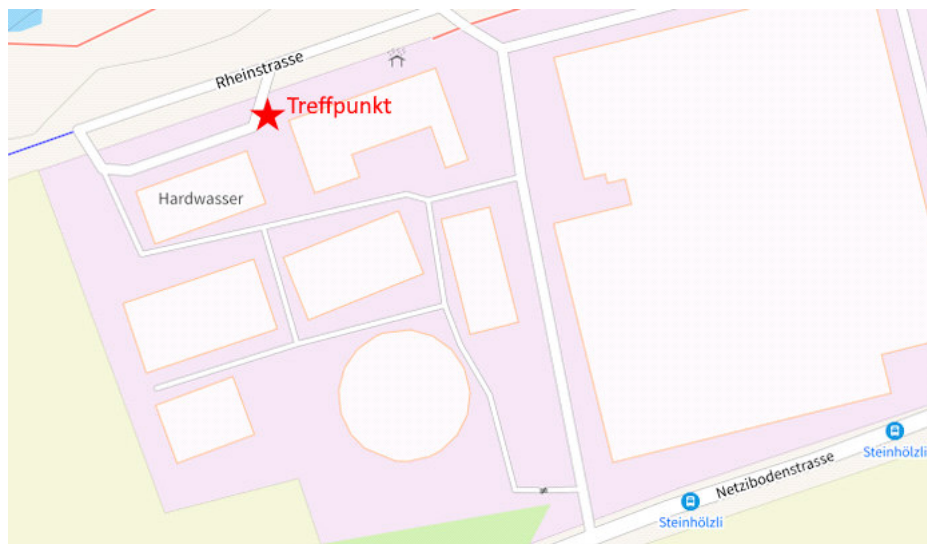 Rheinstrasse
Treffpunkt
Hardwasser
Steinhölzli
Netzibodenstrasse
Steinhölzli